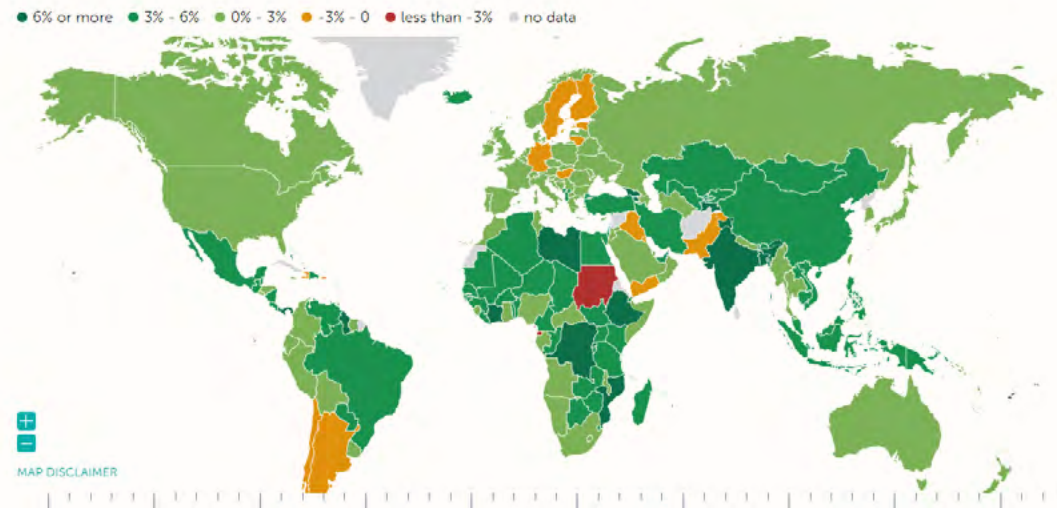 6% or more 3% - 6% 0% - 3% -3% - 0 less than -3% no data
+
−
MAP DISCLAIMER